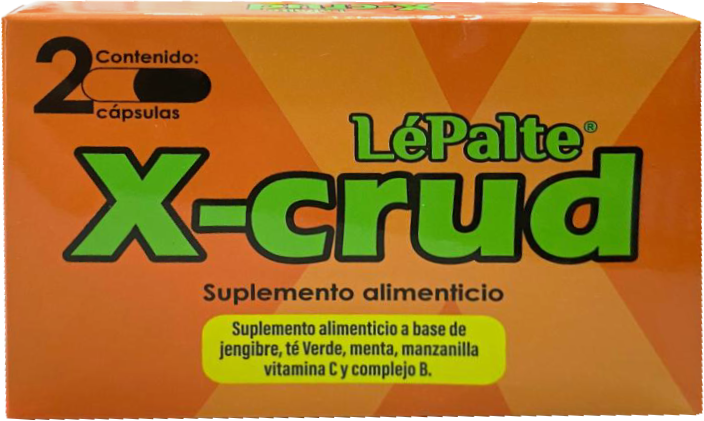 Contenido:
2
cápsulas
LéPalte®
X-crud
Suplemento alimenticio
Suplemento alimenticio a base de
jengibre, té Verde, menta, manzanilla
vitamina C y complejo B.